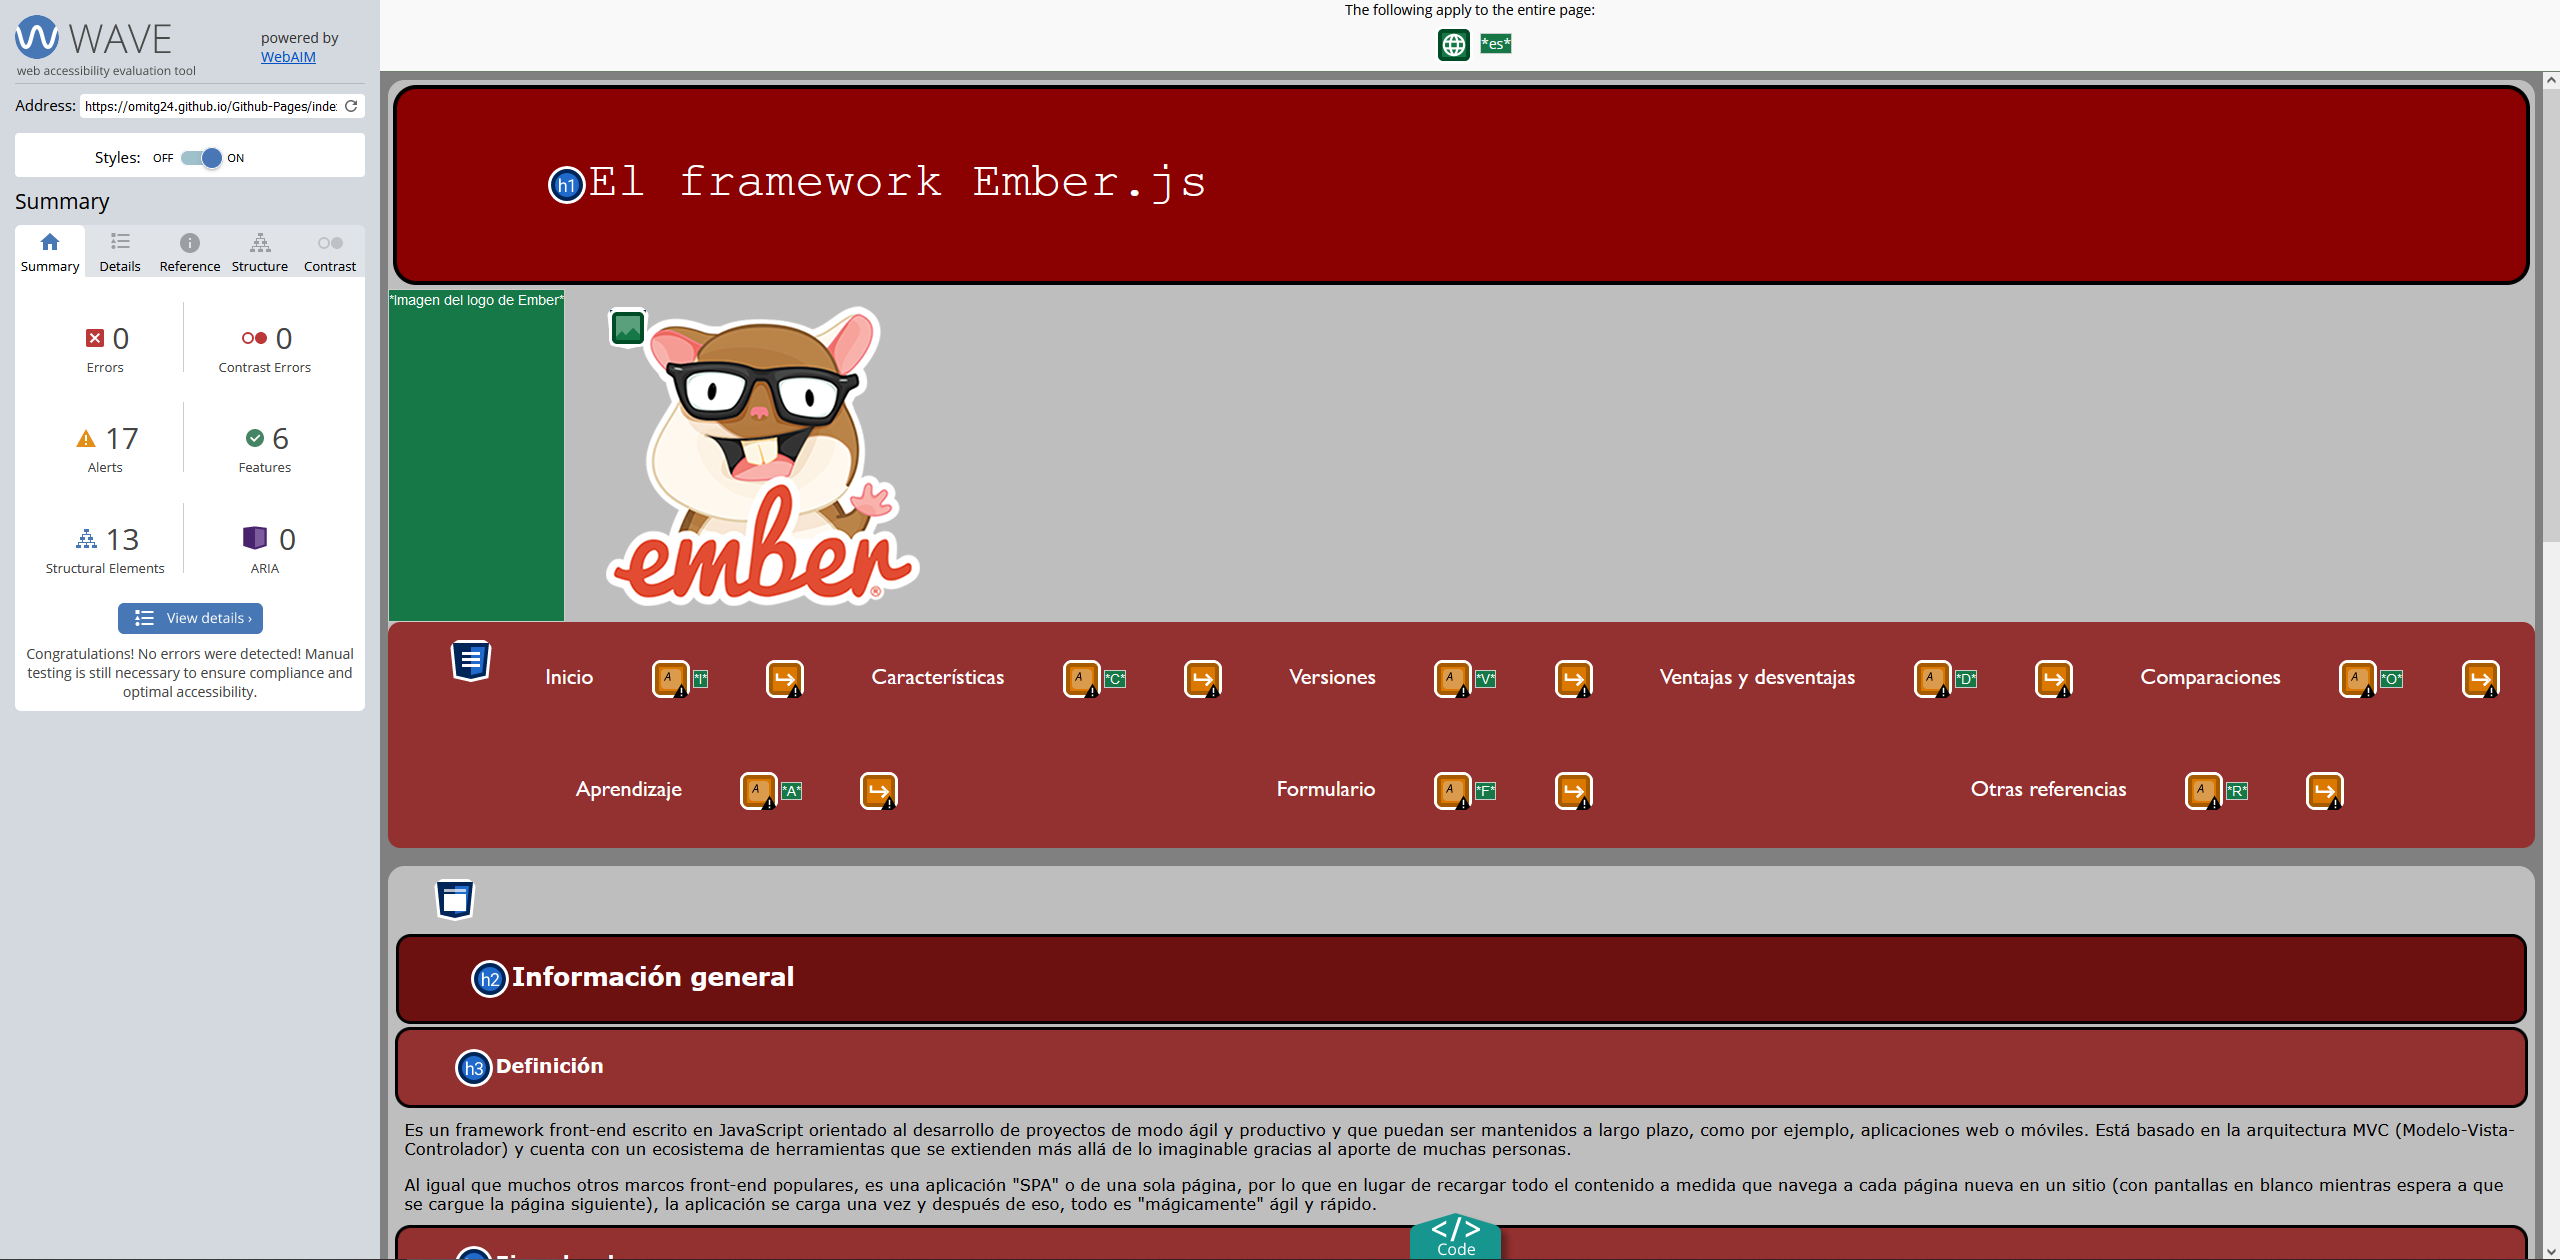 WAVE
powered by
WebAIM
web accessibility evaluation tool
Address: https://omitg24.github.io/Github-Pages/inde
Styles: OFF ON
Summary
Summary Details Reference Structure Contrast
0 Errors
0 Contrast Errors
17 Alerts
6 Features
13 Structural Elements
0 ARIA
View details ›
Congratulations! No errors were detected! Manual
testing is still necessary to ensure compliance and
optimal accessibility.
The following apply to the entire page:
*es*
h1 El framework Ember.js
*Imagen del logo de Ember*
ember
Inicio A *I* Características A *C* Versiones A *V* Ventajas y desventajas A *D* Comparaciones A *O*
Aprendizaje A *A* Formulario A *F* Otras referencias A *R*
h2 Información general
h3 Definición
Es un framework front-end escrito en JavaScript orientado al desarrollo de proyectos de modo ágil y productivo y que puedan ser mantenidos a largo plazo, como por ejemplo, aplicaciones web o móviles. Está basado en la arquitectura MVC (Modelo-Vista-
Controlador) y cuenta con un ecosistema de herramientas que se extienden más allá de lo imaginable gracias al aporte de muchas personas.
Al igual que muchos otros marcos front-end populares, es una aplicación "SPA" o de una sola página, por lo que en lugar de recargar todo el contenido a medida que navega a cada página nueva en un sitio (con pantallas en blanco mientras espera a que
se cargue la página siguiente), la aplicación se carga una vez y después de eso, todo es "mágicamente" ágil y rápido.
</> Code